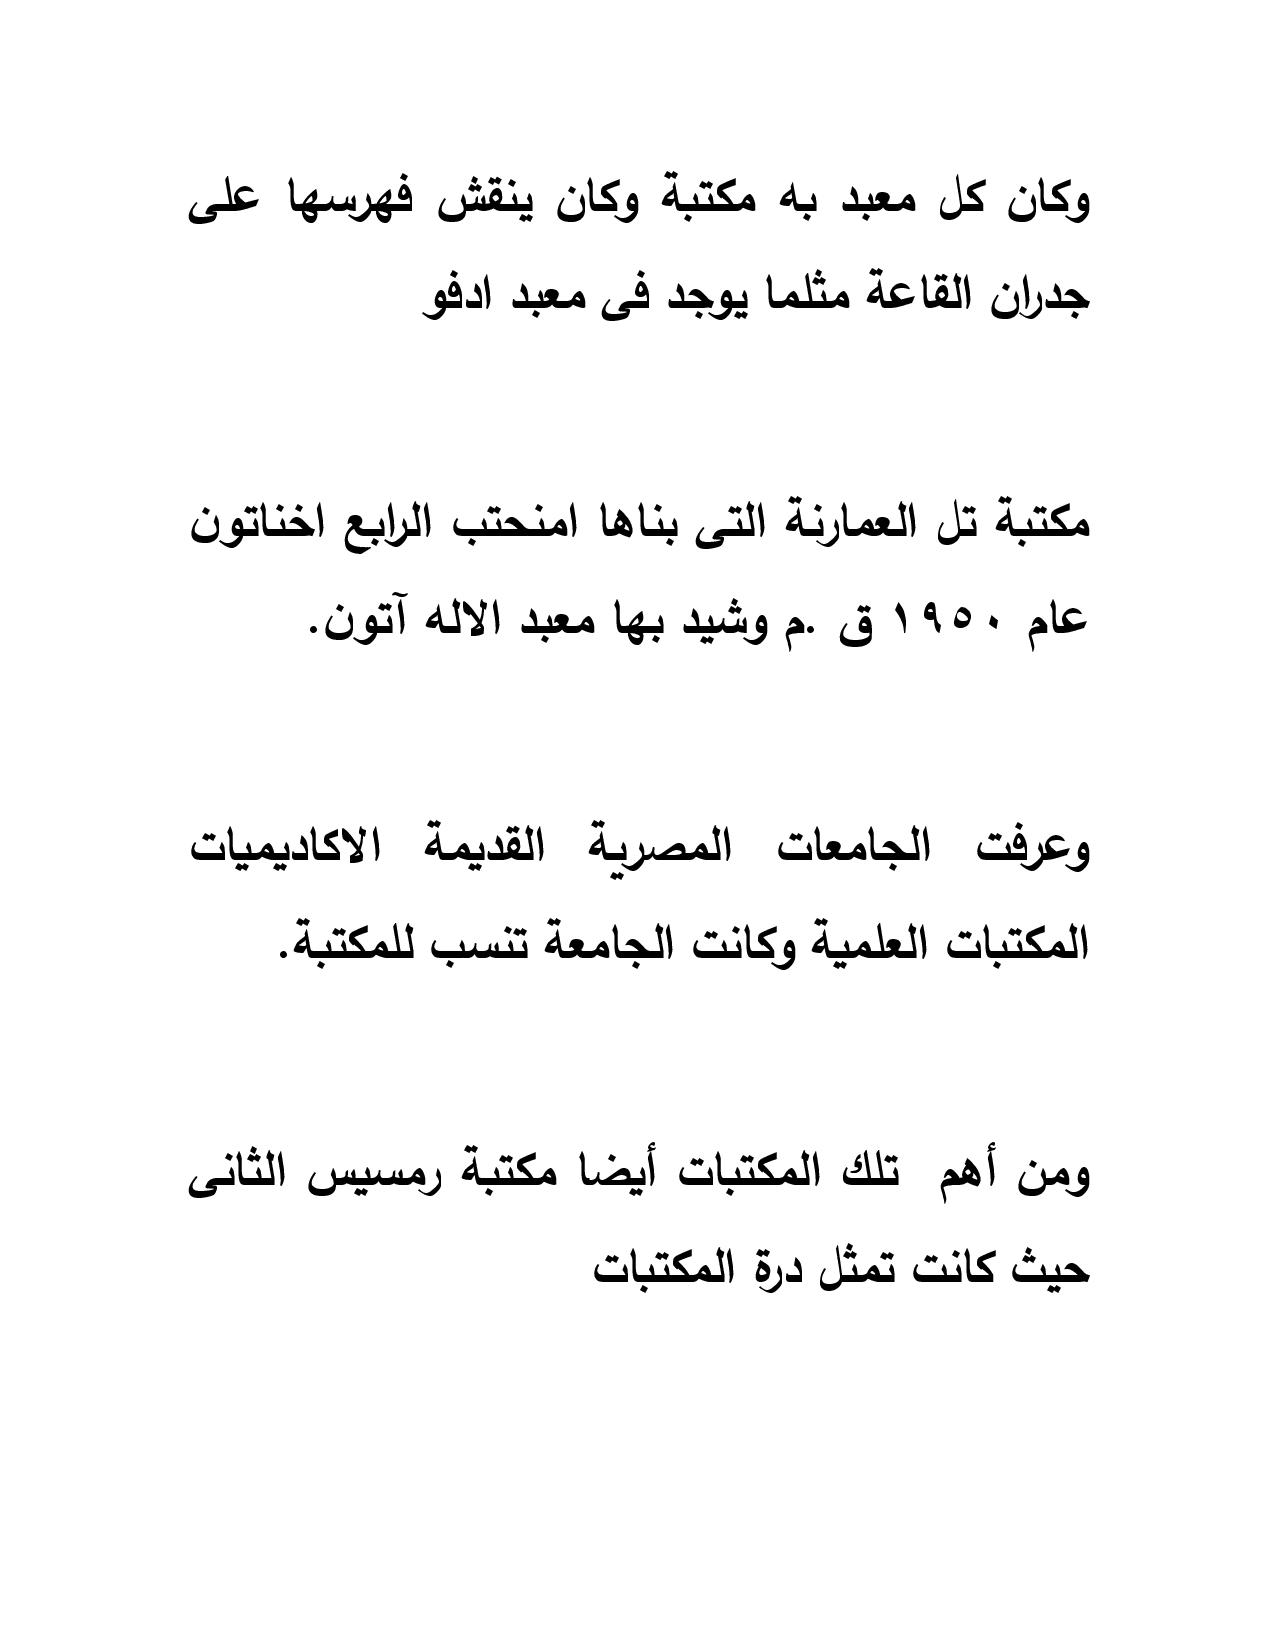 وكان كل معبد به مكتبة وكان ينقش فهرسها على
جدران القاعة مثلما يوجد فى معبد ادفو
مكتبة تل العمارنة التى بناها امنحتب الرابع اخناتون
عام ١٩٥٠ ق .م وشيد بها معبد الاله آتون.
وعرفت الجامعات المصرية القديمة الاكاديميات
المكتبات العلمية وكانت الجامعة تنسب للمكتبة.
ومن أهم تلك المكتبات أيضا مكتبة رمسيس الثانى
حيث كانت تمثل درة المكتبات